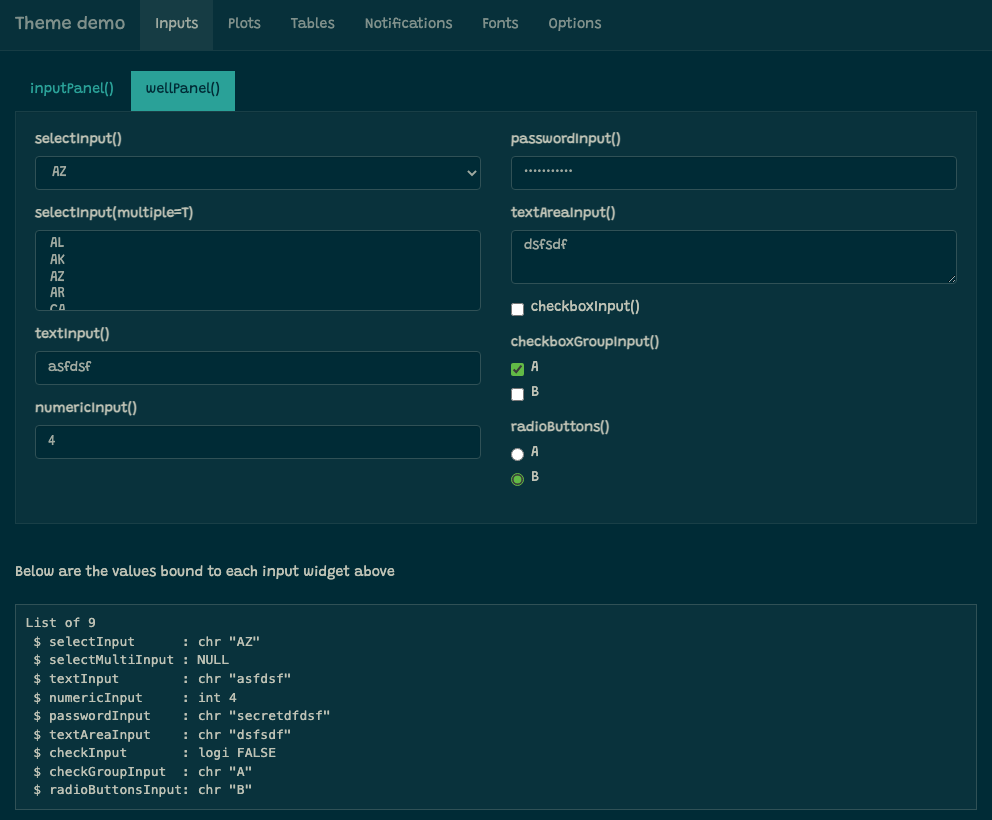 Theme demo Inputs Plots Tables Notifications Fonts Options
inputPanel() wellPanel()
selectInput()
AZ
selectInput(multiple=T)
AL
AK
AZ
AR
CA
textInput()
asfdsf
numericInput()
4
passwordInput()
•••••••••••
textAreaInput()
dsfsdf
checkboxInput()
checkboxGroupInput()
A
B
radioButtons()
A
B
Below are the values bound to each input widget above
List of 9
 $ selectInput      : chr "AZ"
 $ selectMultiInput : NULL
 $ textInput        : chr "asfdsf"
 $ numericInput     : int 4
 $ passwordInput    : chr "secretdfdsf"
 $ textAreaInput    : chr "dsfsdf"
 $ checkInput       : logi FALSE
 $ checkGroupInput  : chr "A"
 $ radioButtonsInput: chr "B"